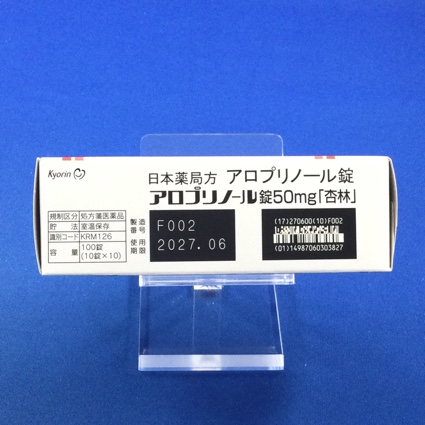 Kyorin
日本薬局方 アロプリノール錠
アロプリノール錠50mg「杏林」
規制区分 処方箋医薬品
貯法 室温保存
識別コード KRM126
容量 100錠
(10錠×10)
製造番号 F002
使用期限 2027.06
(17)270600(10)F002
(01)14987060303827